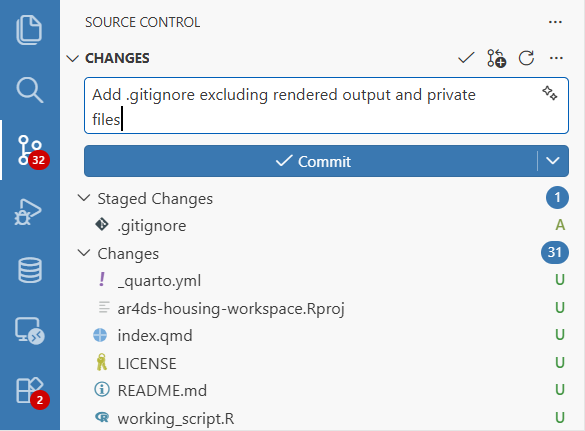 SOURCE CONTROL
CHANGES
Add .gitignore excluding rendered output and private
files
Commit
32
Staged Changes 1
.gitignore A
Changes 31
_quarto.yml U
ar4ds-housing-workspace.Rproj U
index.qmd U
LICENSE U
README.md U
2
working_script.R U